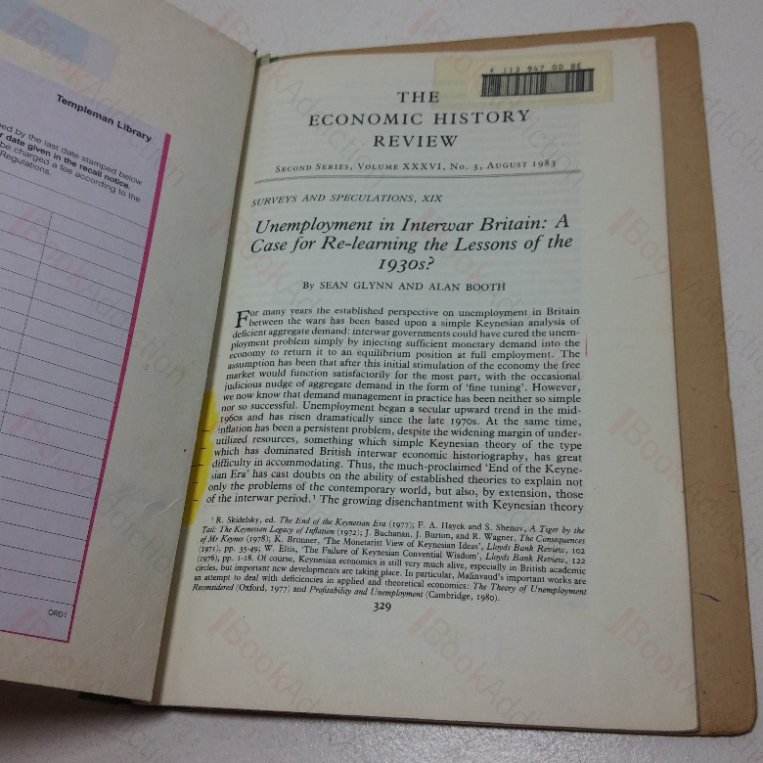 Templeman Library
ned by the last date stamped below
r date given in the recall notice.
be charged a fee according to the
Regulations.
ORD1
F 113 947 00 8E
THE
ECONOMIC HISTORY
REVIEW
SECOND SERIES, VOLUME XXXVI, No. 3, AUGUST 1983
SURVEYS AND SPECULATIONS, XIX
Unemployment in Interwar Britain: A
Case for Re-learning the Lessons of the
1930s?
By SEAN GLYNN AND ALAN BOOTH
For many years the established perspective on unemployment in Britain
between the wars has been based upon a simple Keynesian analysis of
deficient aggregate demand: interwar governments could have cured the unem-
ployment problem simply by injecting sufficient monetary demand into the
economy to return it to an equilibrium position at full employment. The
assumption has been that after this initial stimulation of the economy the free
market would function satisfactorily for the most part, with the occasional
judicious nudge of aggregate demand in the form of 'fine tuning'. However,
we now know that demand management in practice has been neither so simple
nor so successful. Unemployment began a secular upward trend in the mid-
1960s and has risen dramatically since the late 1970s. At the same time,
inflation has been a persistent problem, despite the widening margin of under-
utilized resources, something which simple Keynesian theory of the type
which has dominated British interwar economic historiography, has great
difficulty in accommodating. Thus, the much-proclaimed 'End of the Keyne-
sian Era' has cast doubts on the ability of established theories to explain not
only the problems of the contemporary world, but also, by extension, those
of the interwar period.¹ The growing disenchantment with Keynesian theory
¹ R. Skidelsky, ed. The End of the Keynesian Era (1977); F. A. Hayek and S. Shenov, A Tiger by the
Tail: The Keynesian Legacy of Inflation (1972); J. Buchanan, J. Burton, and R. Wagner, The Consequences
of Mr Keynes (1978); K. Brunner, 'The Monetarist View of Keynesian Ideas', Lloyds Bank Review, 102
(1971), pp. 35-49; W. Eltis, 'The Failure of Keynesian Convential Wisdom', Lloyds Bank Review, 122
(1976), pp. 1-18. Of course, Keynesian economics is still very much alive, especially in British academic
circles, but important new developments are taking place. In particular, Malinvaud's important works are
an attempt to deal with deficiencies in applied and theoretical economics: The Theory of Unemployment
Reconsidered (Oxford, 1977) and Profitability and Unemployment (Cambridge, 1980).
329
BookAddiction